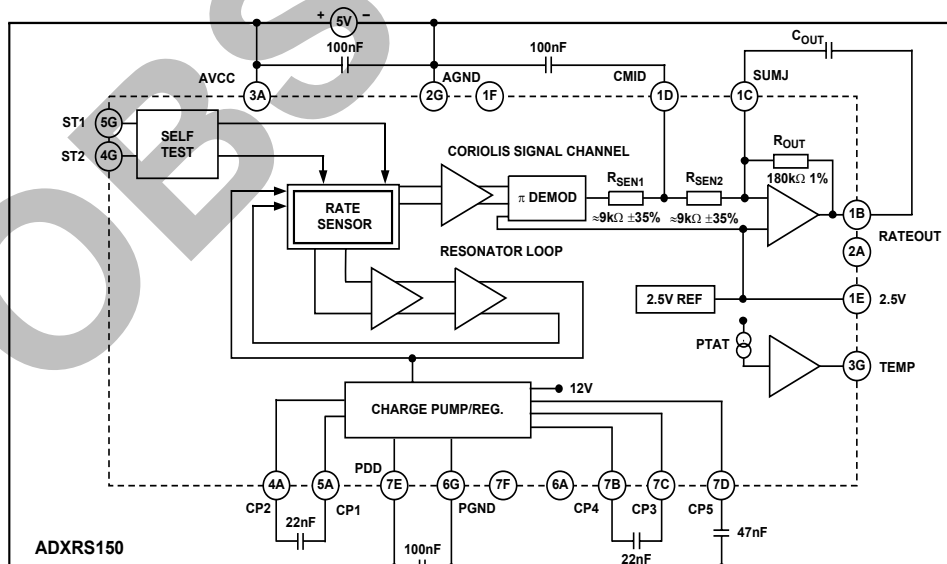 + 5V −
100nF
100nF
COUT
AVCC
AGND
CMID
SUMJ
3A
2G
1F
1D
1C
ST1
5G
ST2
4G
SELF
TEST
CORIOLIS SIGNAL CHANNEL
ROUT
180kΩ 1%
RSEN1
RSEN2
π DEMOD
≈9kΩ ±35%
≈9kΩ ±35%
RATE
SENSOR
1B
RATEOUT
2A
RESONATOR LOOP
2.5V REF
1E
2.5V
PTAT
3G
TEMP
12V
CHARGE PUMP/REG.
PDD
4A
5A
7E
6G
7F
6A
7B
7C
7D
CP2
CP1
PGND
CP4
CP3
CP5
22nF
47nF
100nF
22nF
ADXRS150
OBS